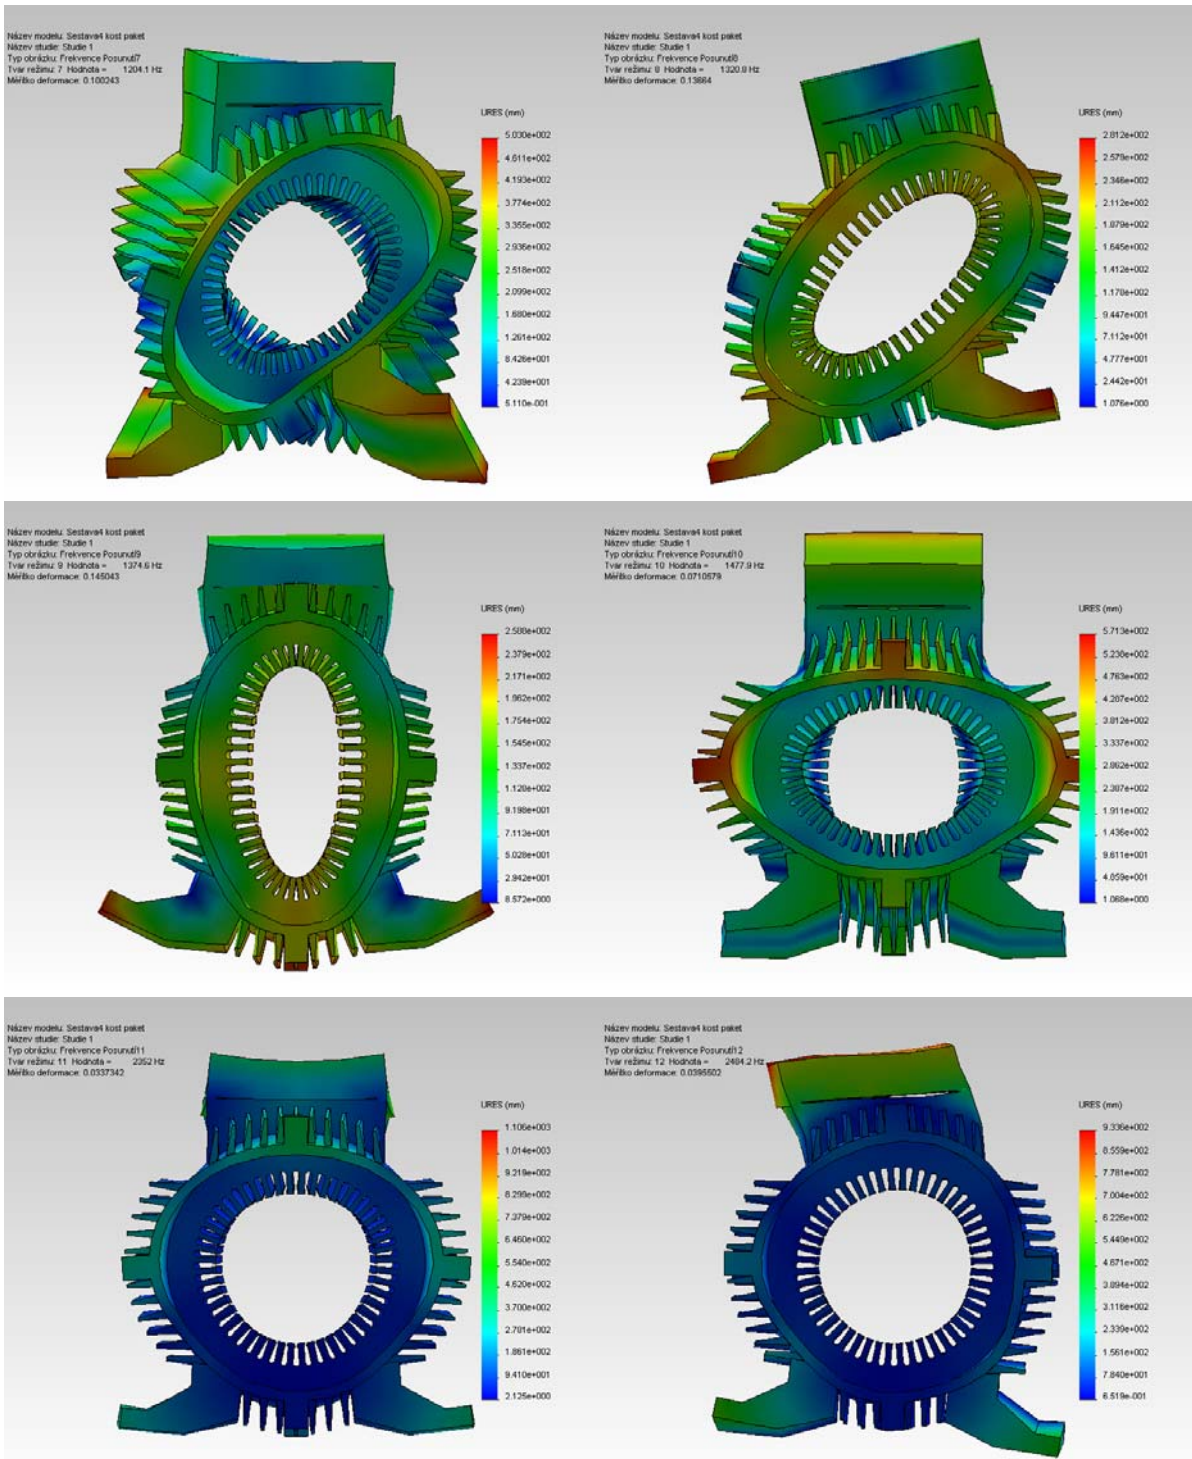 Název modelu: Sestava4 kost paket
Název studie: Studie 1
Typ obrázku: Frekvence Posunutí7
Tvar režimu: 7 Hodnota = 1204.1 Hz
Měřítko deformace: 0.100243
URES (mm)
5.030e+002
4.611e+002
4.193e+002
3.774e+002
3.355e+002
2.936e+002
2.518e+002
2.099e+002
1.680e+002
1.261e+002
8.426e+001
4.239e+001
5.110e-001
Název modelu: Sestava4 kost paket
Název studie: Studie 1
Typ obrázku: Frekvence Posunutí8
Tvar režimu: 8 Hodnota = 1320.8 Hz
Měřítko deformace: 0.13664
URES (mm)
2.812e+002
2.579e+002
2.346e+002
2.112e+002
1.879e+002
1.645e+002
1.412e+002
1.178e+002
9.447e+001
7.112e+001
4.777e+001
2.442e+001
1.076e+000
Název modelu: Sestava4 kost paket
Název studie: Studie 1
Typ obrázku: Frekvence Posunutí9
Tvar režimu: 9 Hodnota = 1374.6 Hz
Měřítko deformace: 0.145043
URES (mm)
2.588e+002
2.379e+002
2.171e+002
1.962e+002
1.754e+002
1.545e+002
1.337e+002
1.128e+002
9.198e+001
7.113e+001
5.028e+001
2.942e+001
8.572e+000
Název modelu: Sestava4 kost paket
Název studie: Studie 1
Typ obrázku: Frekvence Posunutí10
Tvar režimu: 10 Hodnota = 1477.9 Hz
Měřítko deformace: 0.0710579
URES (mm)
5.713e+002
5.238e+002
4.763e+002
4.287e+002
3.812e+002
3.337e+002
2.862e+002
2.387e+002
1.911e+002
1.436e+002
9.611e+001
4.859e+001
1.068e+000
Název modelu: Sestava4 kost paket
Název studie: Studie 1
Typ obrázku: Frekvence Posunutí11
Tvar režimu: 11 Hodnota = 2352 Hz
Měřítko deformace: 0.0337342
URES (mm)
1.106e+003
1.014e+003
9.219e+002
8.299e+002
7.379e+002
6.460e+002
5.540e+002
4.620e+002
3.700e+002
2.781e+002
1.861e+002
9.410e+001
2.125e+000
Název modelu: Sestava4 kost paket
Název studie: Studie 1
Typ obrázku: Frekvence Posunutí12
Tvar režimu: 12 Hodnota = 2484.2 Hz
Měřítko deformace: 0.0395502
URES (mm)
9.336e+002
8.559e+002
7.781e+002
7.004e+002
6.226e+002
5.449e+002
4.671e+002
3.894e+002
3.116e+002
2.339e+002
1.561e+002
7.840e+001
6.519e-001